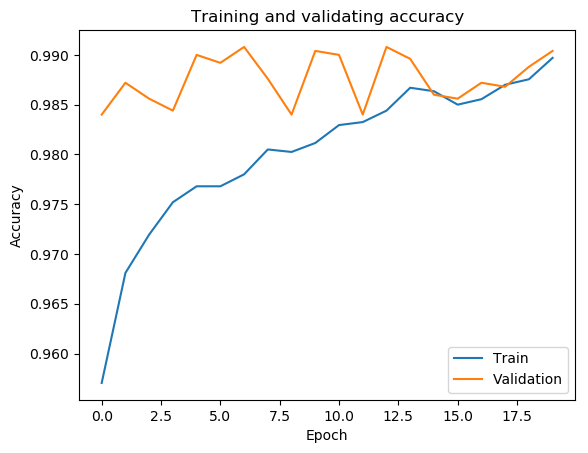 Training and validating accuracy
0.990
0.985
0.980
0.975
0.970
0.965
0.960
Accuracy
Train
Validation
0.0 2.5 5.0 7.5 10.0 12.5 15.0 17.5
Epoch